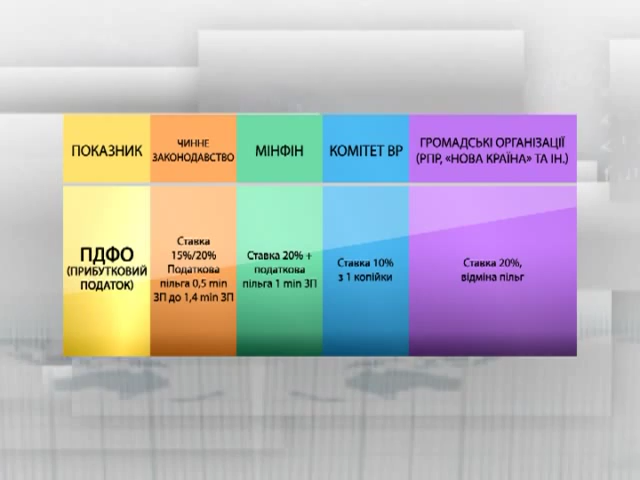 ПОКАЗНИК
ЧИННЕ
ЗАКОНОДАВСТВО
МІНФІН
КОМІТЕТ ВР
ГРОМАДСЬКІ ОРГАНІЗАЦІЇ
(РПР, «НОВА КРАЇНА» ТА ІН.)
ПДФО
(ПРИБУТКОВИЙ
ПОДАТОК)
Ставка
15%/20%
Податкова
пільга 0,5 min
ЗП до 1,4 min ЗП
Ставка 20% +
податкова
пільга 1 min ЗП
Ставка 10%
з 1 копійки
Ставка 20%,
відміна пільг